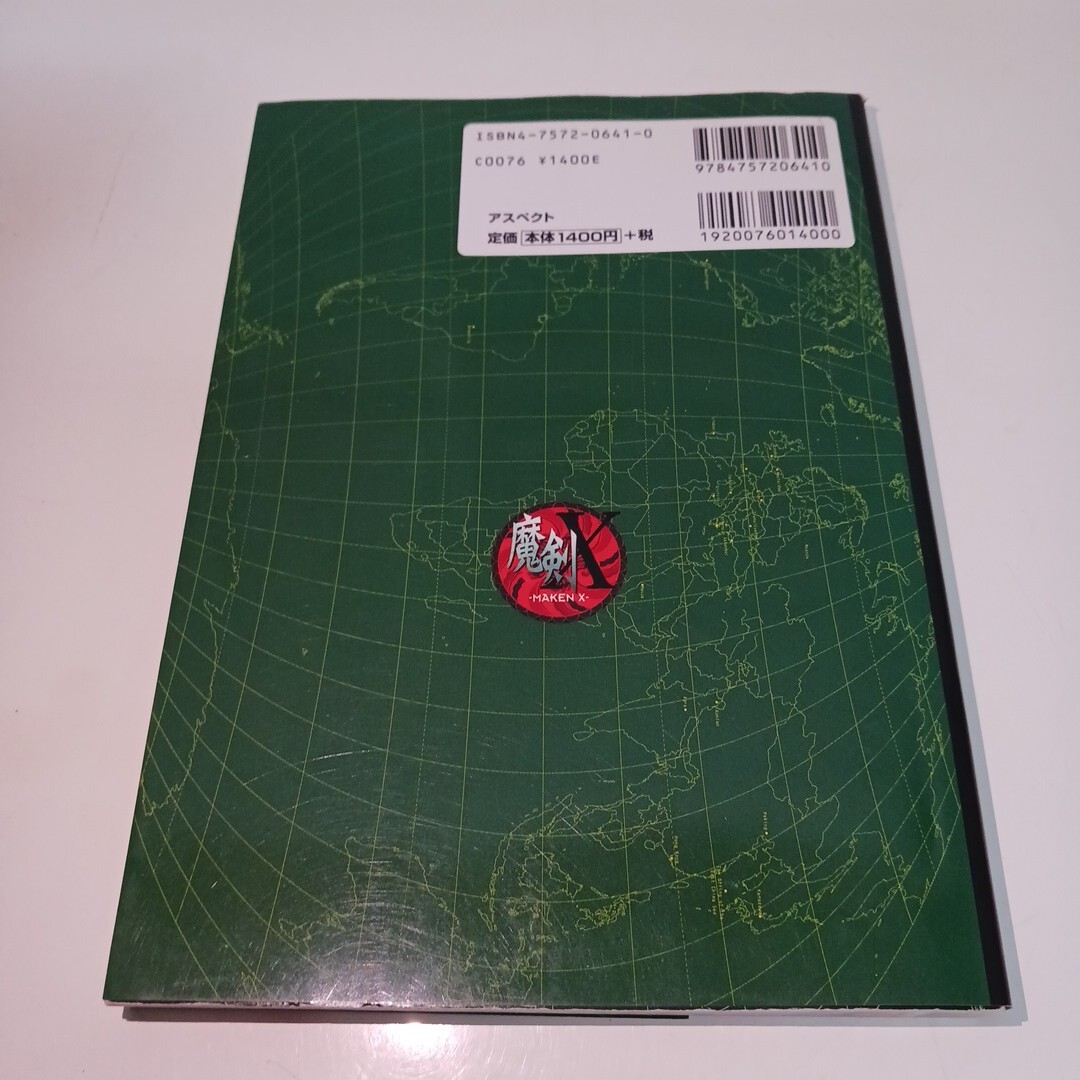 ISBN4-7572-0641-0
C0076 ¥1400E
9784757206410
アスペクト
定価 本体1400円+税
1920076014000
魔剣X
-MAKEN X-